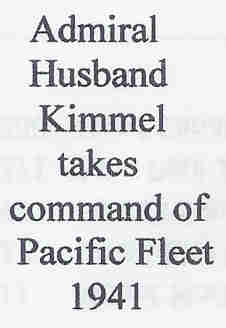 Admiral
Husband
Kimmel
takes
command of
Pacific Fleet
1941